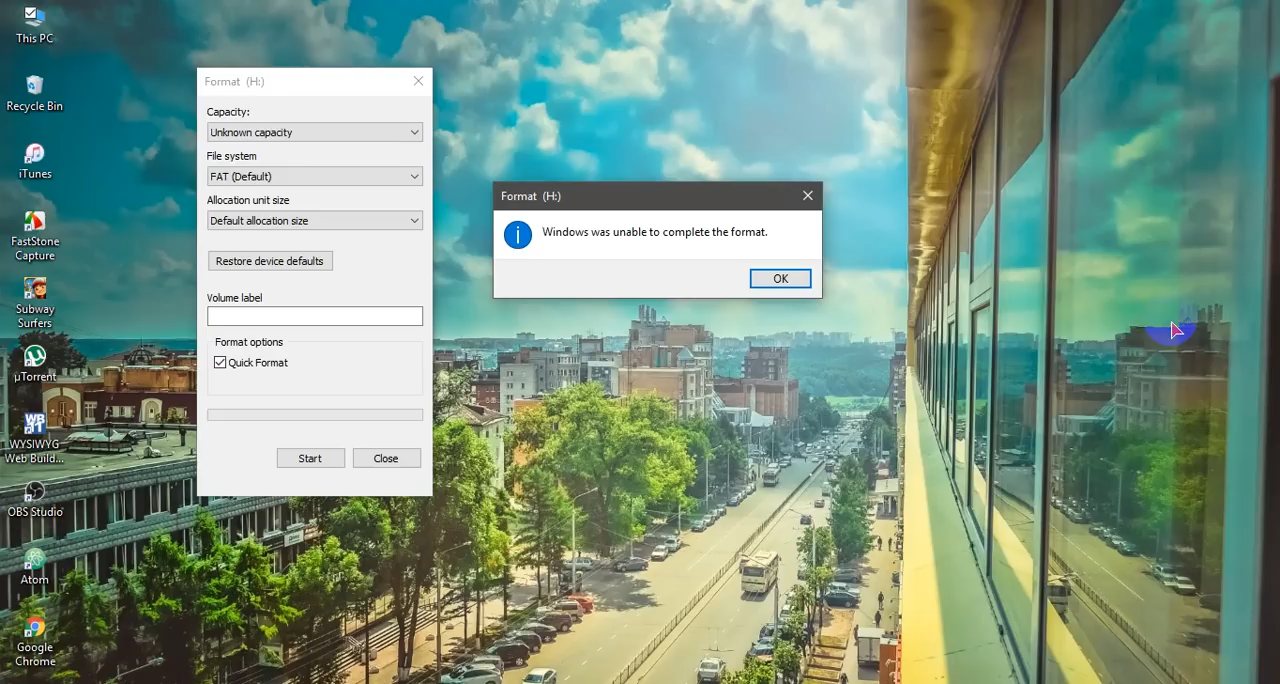 This PC
Recycle Bin
iTunes
FastStone
Capture
Subway
Surfers
µTorrent
WYSIWYG
Web Build...
OBS Studio
Atom
Google
Chrome
Format (H:)
Capacity:
Unknown capacity
File system
FAT (Default)
Allocation unit size
Default allocation size
Restore device defaults
Volume label
Format options
Quick Format
Start
Close
Format (H:)
Windows was unable to complete the format.
OK